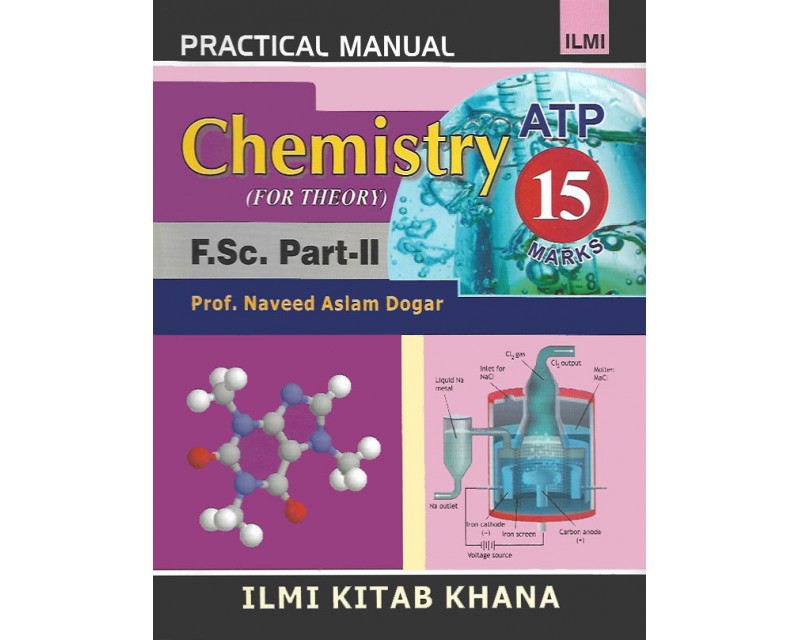 PRACTICAL MANUAL
ILMI
Chemistry
(FOR THEORY)
ATP
15
MARKS
F.Sc. Part-II
Prof. Naveed Aslam Dogar
Cl2 gas
Cl2 output
Inlet for
NaCl
Molten
MaCl
Liquid Na
metal
Na outlet
Iron cathode
(−)
Iron screen
Carbon anode
(+)
Voltage source
ILMI KITAB KHANA